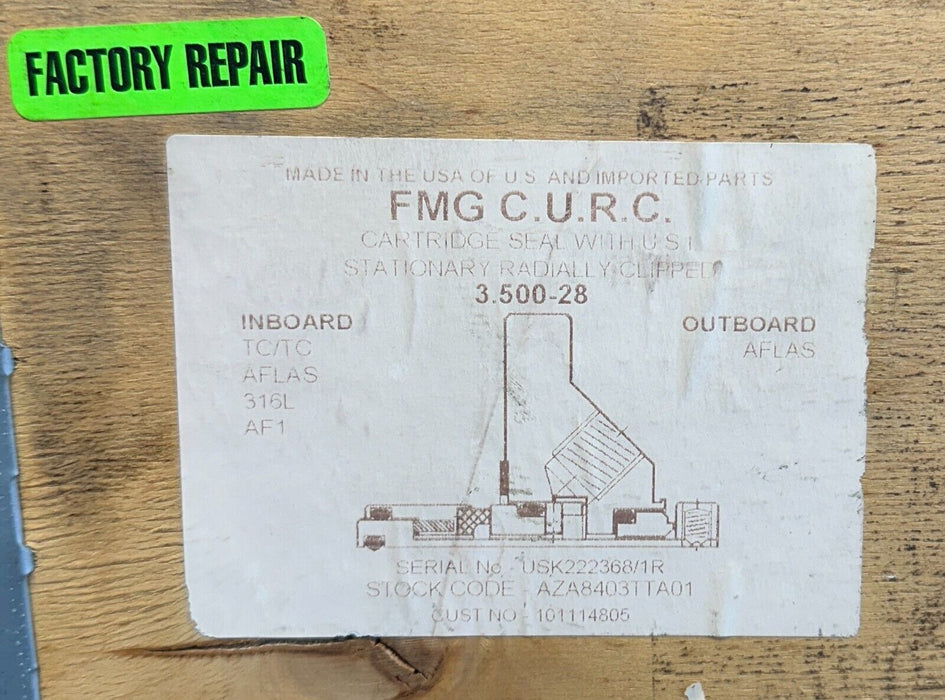 FACTORY REPAIR
MADE IN THE USA OF U S AND IMPORTED PARTS
FMG C.U.R.C.
CARTRIDGE SEAL WITH U S I
STATIONARY RADIALLY CLIPPED
3.500-28
INBOARD
TC/TC
AFLAS
316L
AF1
OUTBOARD
AFLAS
SERIAL No - USK222368/1R
STOCK CODE - AZA8403TTA01
CUST NO - 101114805